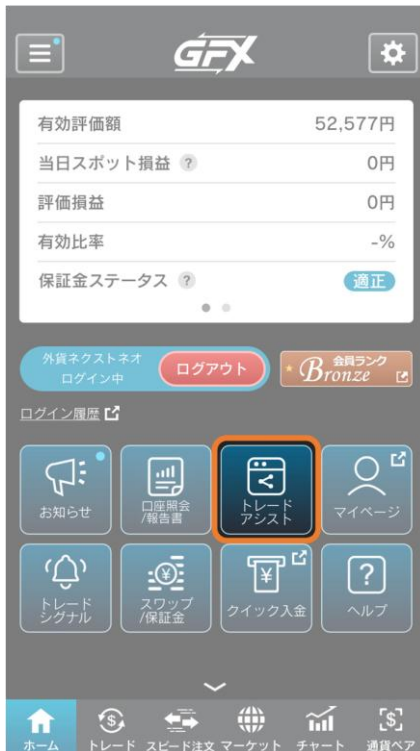 GFX
有効評価額 52,577円
当日スポット損益 ? 0円
評価損益 0円
有効比率 -%
保証金ステータス ? 適正
外貨ネクストネオ
ログイン中
ログアウト
会員ランク
Bronze
ログイン履歴
お知らせ
口座照会
/報告書
トレード
アシスト
マイページ
トレード
シグナル
スワップ
/保証金
クイック入金
ヘルプ
ホーム トレード スピード注文 マーケット チャート 通貨ペア